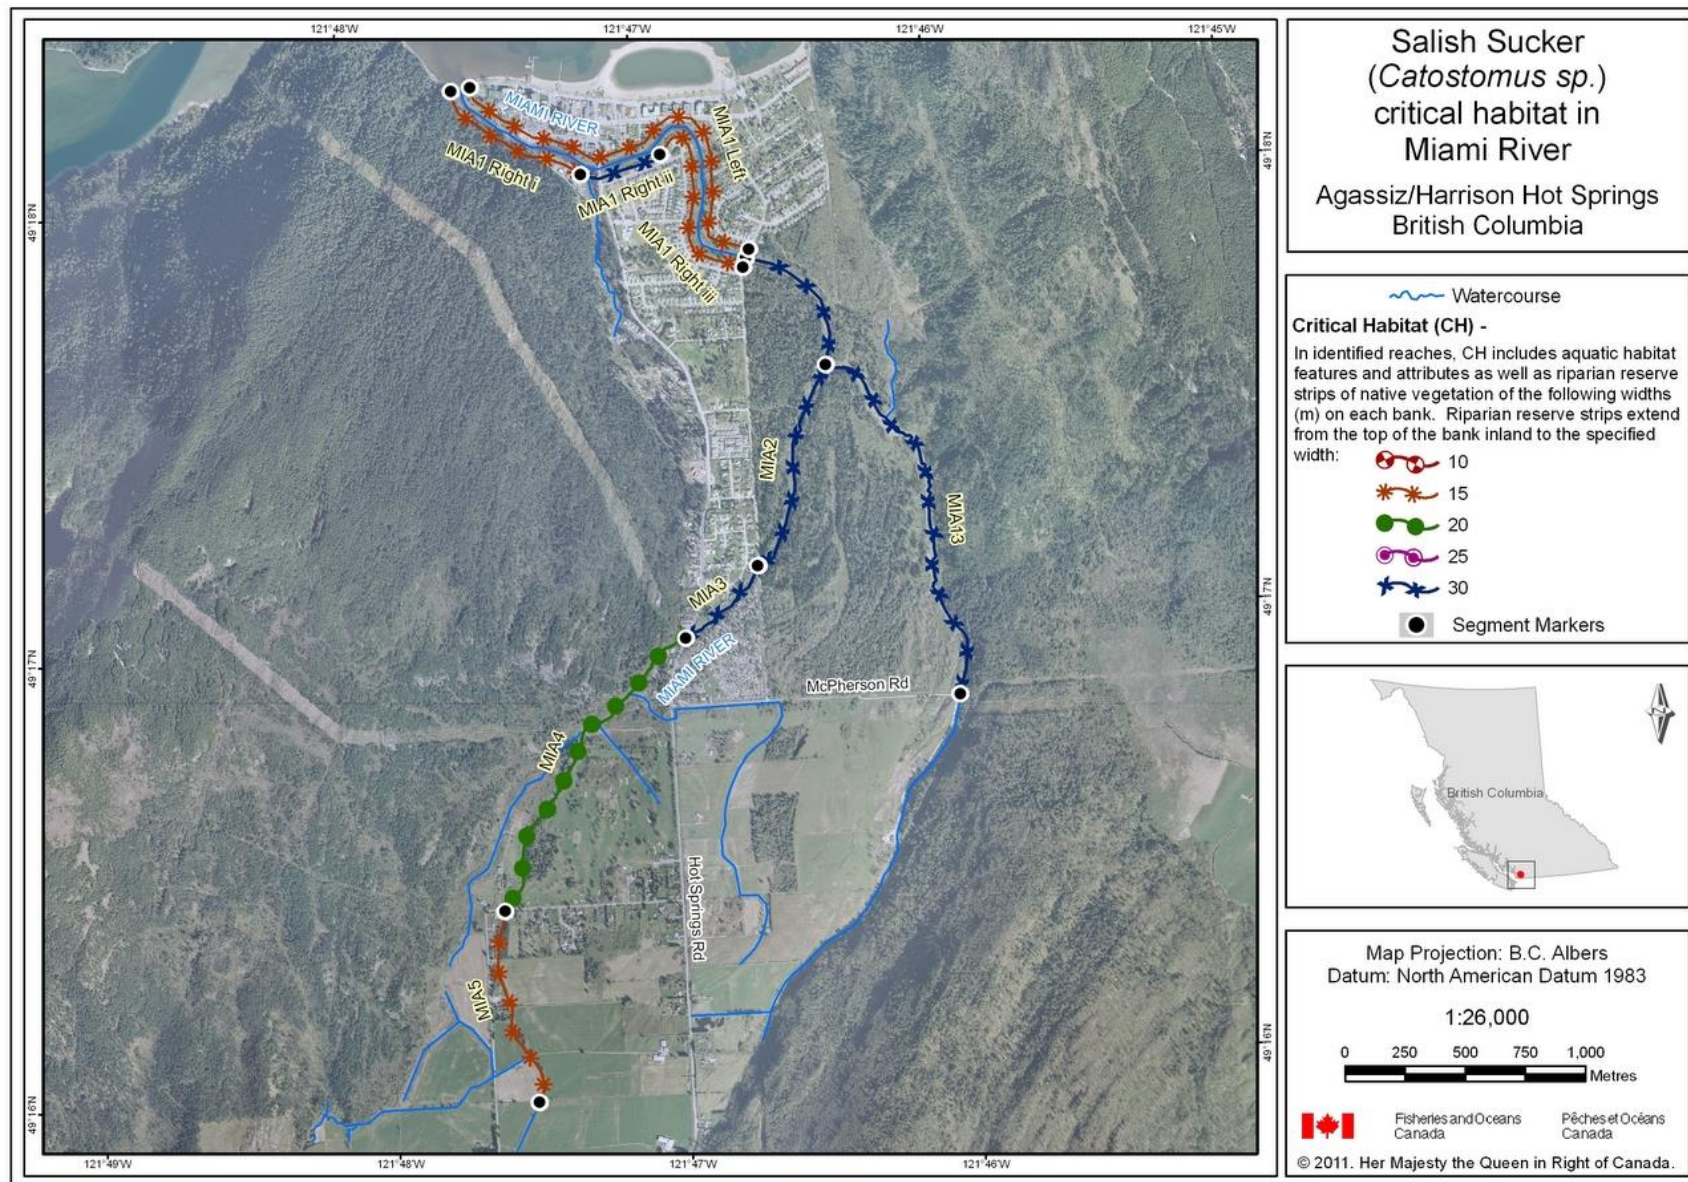 121°48'W
121°47'W
121°46'W
121°45'W
49°18'N
49°17'N
49°16'N
49°18'N
49°17'N
49°16'N
121°49'W
121°48'W
121°47'W
121°46'W
MIAMI RIVER
MIA1 Left
MIA1 Right i
MIA1 Right ii
MIA1 Right iii
MIA2
MIA13
MIA3
MIAMI RIVER
McPherson Rd
MIA4
Hot Springs Rd
MIA5
Salish Sucker
(Catostomus sp.)
critical habitat in
Miami River
Agassiz/Harrison Hot Springs
British Columbia
Watercourse
Critical Habitat (CH) -
In identified reaches, CH includes aquatic habitat
features and attributes as well as riparian reserve
strips of native vegetation of the following widths
(m) on each bank. Riparian reserve strips extend
from the top of the bank inland to the specified
width:
10
15
20
25
30
Segment Markers
N
British Columbia
Map Projection: B.C. Albers
Datum: North American Datum 1983
1:26,000
0 250 500 750 1,000
Metres
Fisheries and Oceans Pêches et Océans
Canada Canada
© 2011. Her Majesty the Queen in Right of Canada.